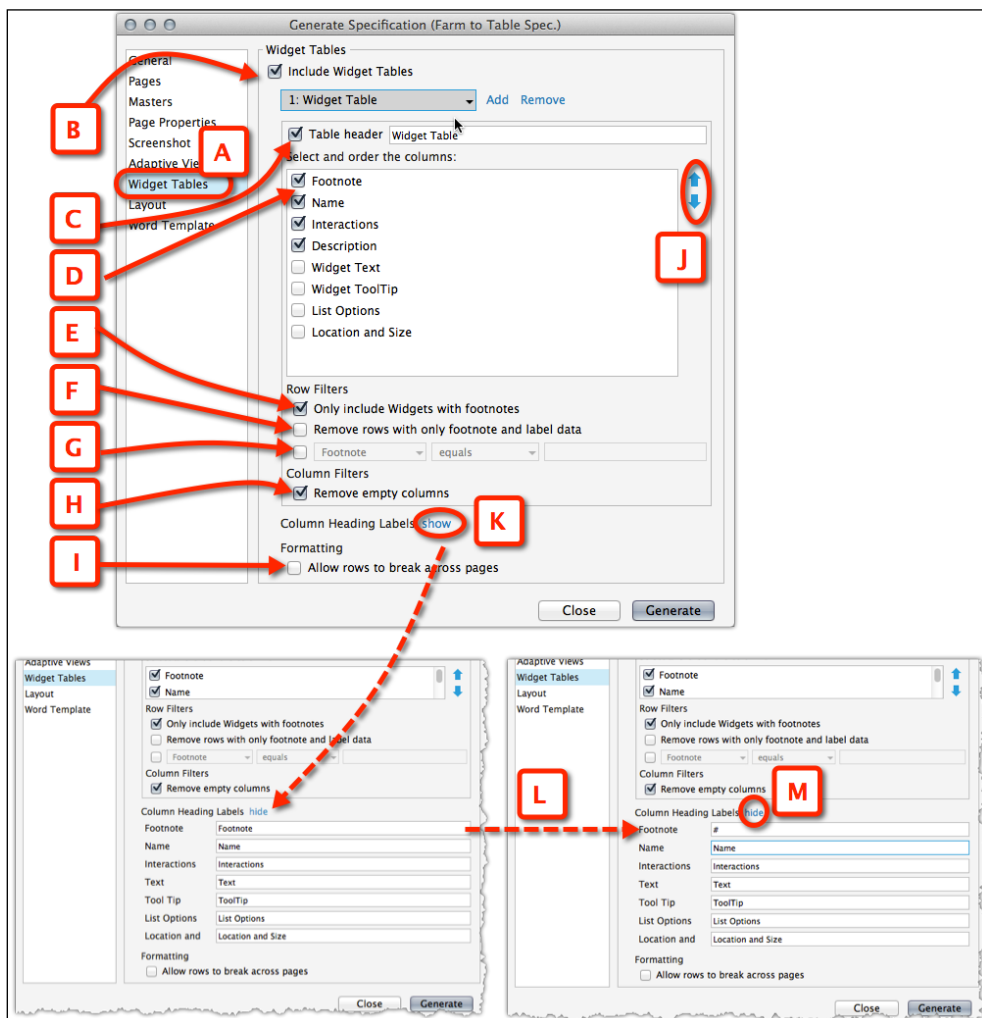 Generate Specification (Farm to Table Spec.)
General
Pages
Masters
Page Properties
Screenshot
Adaptive Views
Widget Tables
Layout
Word Template
Widget Tables
Include Widget Tables
1: Widget Table Add Remove
Table header Widget Table
Select and order the columns:
Footnote
Name
Interactions
Description
Widget Text
Widget ToolTip
List Options
Location and Size
Row Filters
Only include Widgets with footnotes
Remove rows with only footnote and label data
Footnote equals
Column Filters
Remove empty columns
Column Heading Labels show
Formatting
Allow rows to break across pages
Close Generate
B
A
C
D
E
F
G
H
I
J
K
Adaptive Views
Widget Tables
Layout
Word Template
Footnote
Name
Row Filters
Only include Widgets with footnotes
Remove rows with only footnote and label data
Footnote equals
Column Filters
Remove empty columns
Column Heading Labels hide
Footnote Footnote
Name Name
Interactions Interactions
Text Text
Tool Tip ToolTip
List Options List Options
Location and Location and Size
Formatting
Allow rows to break across pages
Close Generate
L
Adaptive Views
Widget Tables
Layout
Word Template
Footnote
Name
Row Filters
Only include Widgets with footnotes
Remove rows with only footnote and label data
Footnote equals
Column Filters
Remove empty columns
M
Column Heading Labels hide
Footnote #
Name Name
Interactions Interactions
Text Text
Tool Tip ToolTip
List Options List Options
Location and Location and Size
Formatting
Allow rows to break across pages
Close Generate